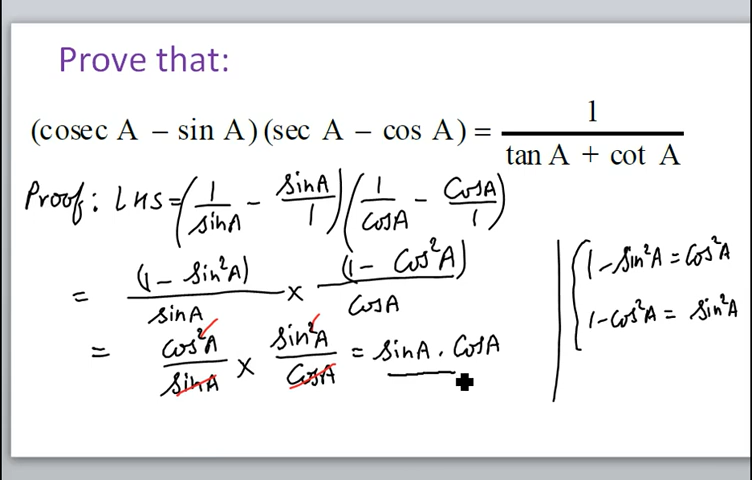 Prove that:
(cosec A − sin A)(sec A − cos A) = 1 / (tan A + cot A)
Proof: LHS = (1/sinA − sinA/1)(1/cosA − cosA/1)
= (1 − sin²A)/sinA × (1 − cos²A)/cosA
= cos²A/sinA × sin²A/cosA = sinA . cosA
1−sin²A = cos²A
1−cos²A = sin²A